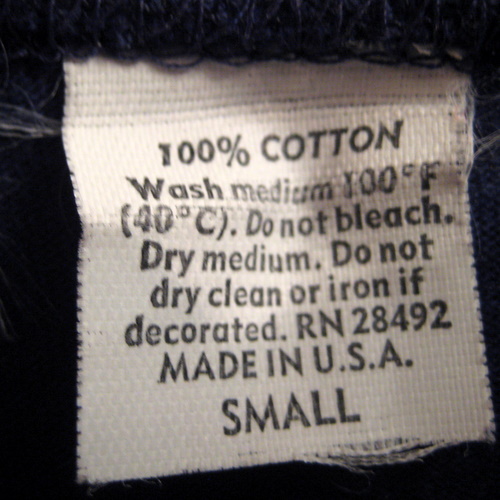 100% COTTON
Wash medium 100°F
(40°C). Do not bleach.
Dry medium. Do not
dry clean or iron if
decorated. RN 28492
MADE IN U.S.A.
SMALL